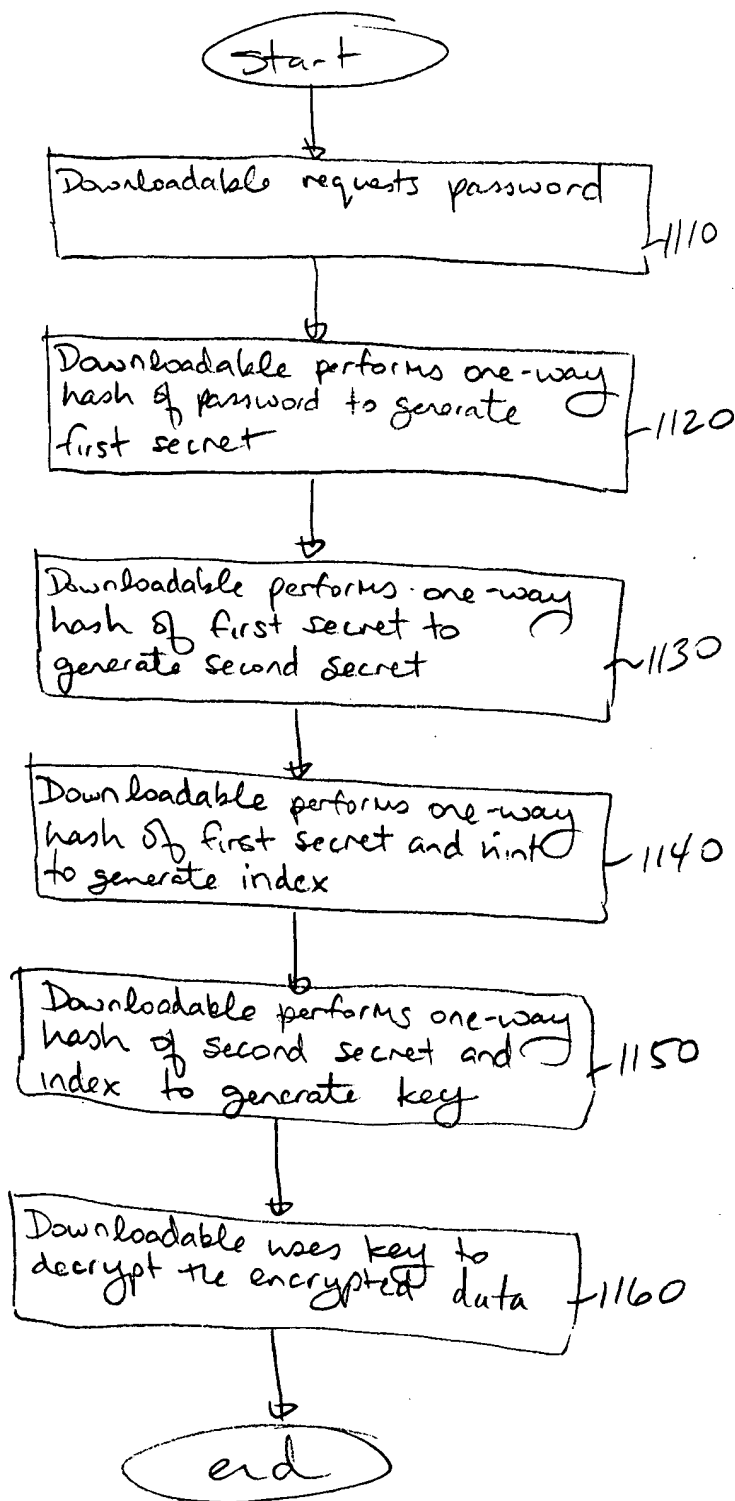 start
Downloadable requests password
1110
Downloadable performs one-way
hash of password to generate
first secret
1120
Downloadable performs one-way
hash of first secret to
generate second secret
1130
Downloadable performs one-way
hash of first secret and hint
to generate index
1140
Downloadable performs one-way
hash of second secret and
index to generate key
1150
Downloadable uses key to
decrypt the encrypted data
1160
end